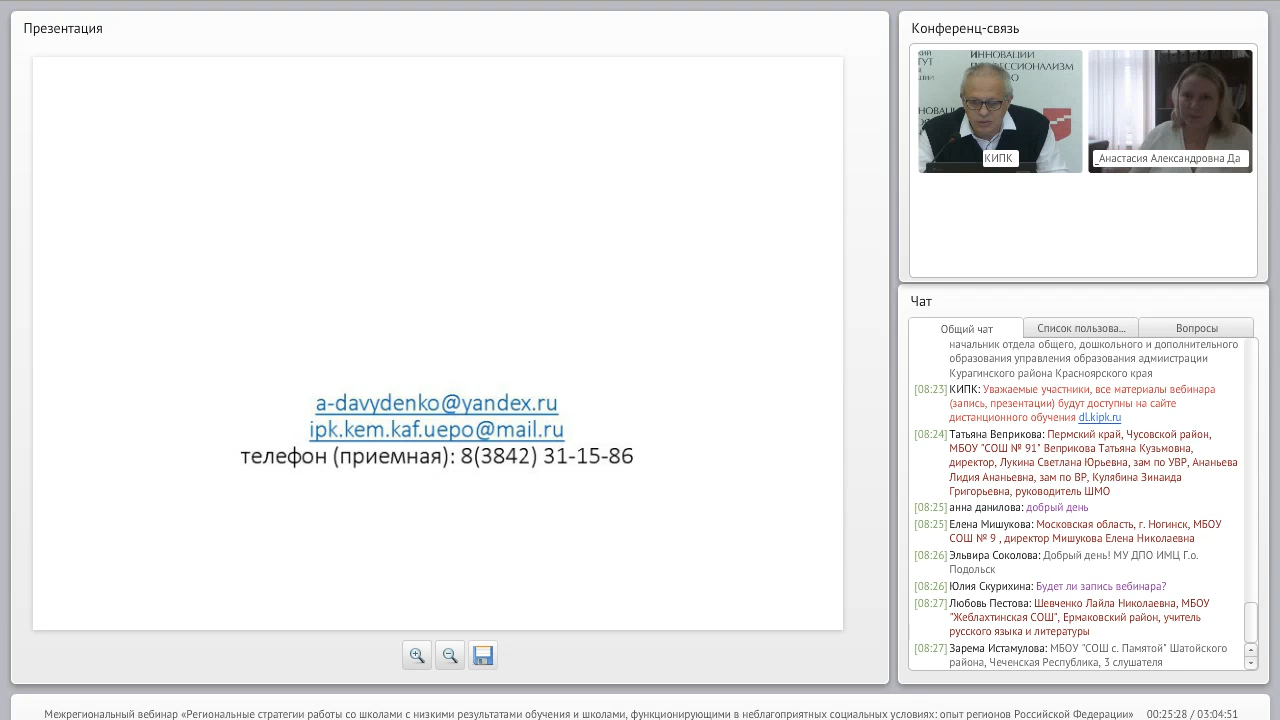 Презентация
a-davydenko@yandex.ru
ipk.kem.kaf.uepo@mail.ru
телефон (приемная): 8(3842) 31-15-86
Конференц-связь
ИННОВАЦИИ
КИПК
_Анастасия Александровна Да
Чат
Общий чат
Список пользова...
Вопросы
начальник отдела общего, дошкольного и дополнительного
образования управления образования адмиистрации
Курагинского района Красноярского края
[08:23] КИПК: Уважаемые участники, все материалы вебинара
(запись, презентации) будут доступны на сайте
дистанционного обучения dl.kipk.ru
[08:24] Татьяна Веприкова: Пермский край, Чусовской район,
МБОУ "СОШ № 91" Веприкова Татьяна Кузьмовна,
директор, Лукина Светлана Юрьевна, зам по УВР, Ананьева
Лидия Ананьевна, зам по ВР, Кулябина Зинаида
Григорьевна, руководитель ШМО
[08:25] анна данилова: добрый день
[08:25] Елена Мишукова: Московская область, г. Ногинск, МБОУ
СОШ № 9 , директор Мишукова Елена Николаевна
[08:26] Эльвира Соколова: Добрый день! МУ ДПО ИМЦ Г.о.
Подольск
[08:26] Юлия Скурихина: Будет ли запись вебинара?
[08:27] Любовь Пестова: Шевченко Лайла Николаевна, МБОУ
"Жеблахтинская СОШ", Ермаковский район, учитель
русского языка и литературы
[08:27] Зарема Истамулова: МБОУ "СОШ с. Памятой" Шатойского
района, Чеченская Республика, 3 слушателя
Межрегиональный вебинар «Региональные стратегии работы со школами с низкими результатами обучения и школами, функционирующими в неблагоприятных социальных условиях: опыт регионов Российской Федерации»
00:25:28 / 03:04:51